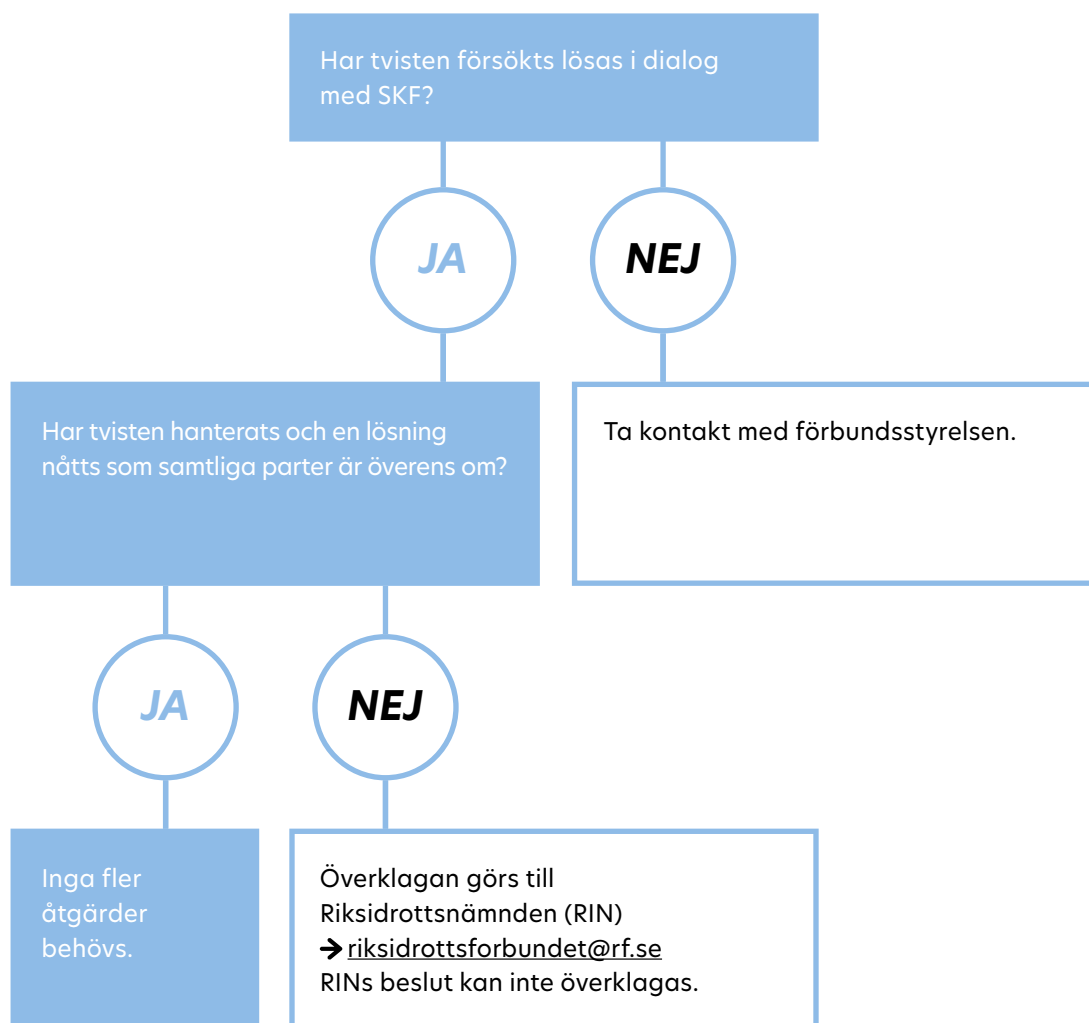 Har tvisten försökts lösas i dialog
med SKF?
JA
NEJ
Har tvisten hanterats och en lösning
nåtts som samtliga parter är överens om?
Ta kontakt med förbundsstyrelsen.
JA
NEJ
Inga fler
åtgärder
behövs.
Överklagan görs till
Riksidrottsnämnden (RIN)
→ riksidrottsforbundet@rf.se
RINs beslut kan inte överklagas.